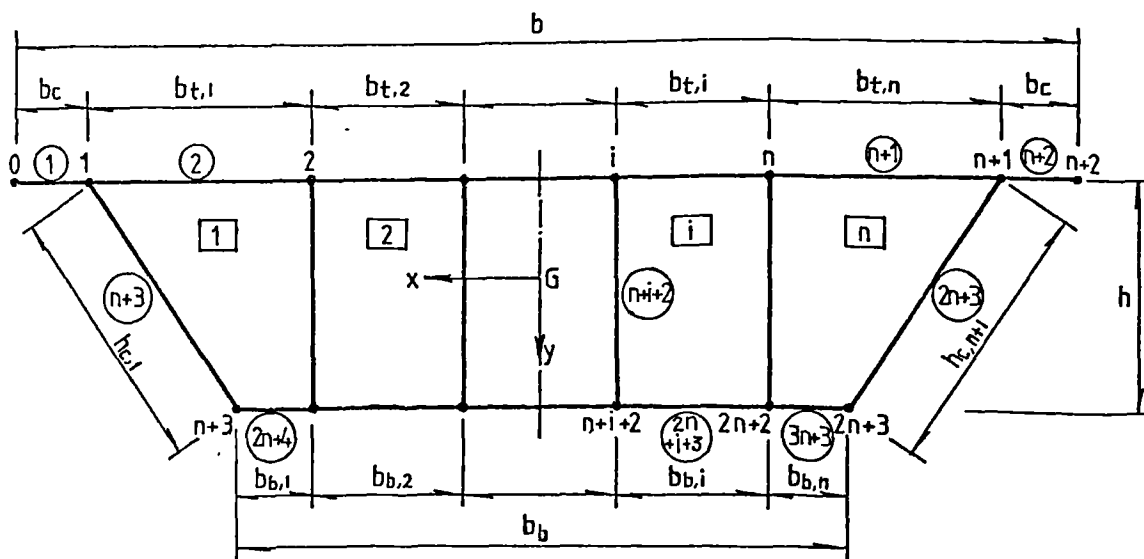 b
bc bt,1 bt,2 bt,i bt,n bc
0 1 1 2 2 i n n+1 n+1 n+2 n+2
1 2 i n
x G n+i+2
n+3 2n+3 h
hc,1 y hc,n+1
n+3 2n+4 n+i+2 2n+i+3 2n+2 3n+3 2n+3
bb,1 bb,2 bb,i bb,n
bb